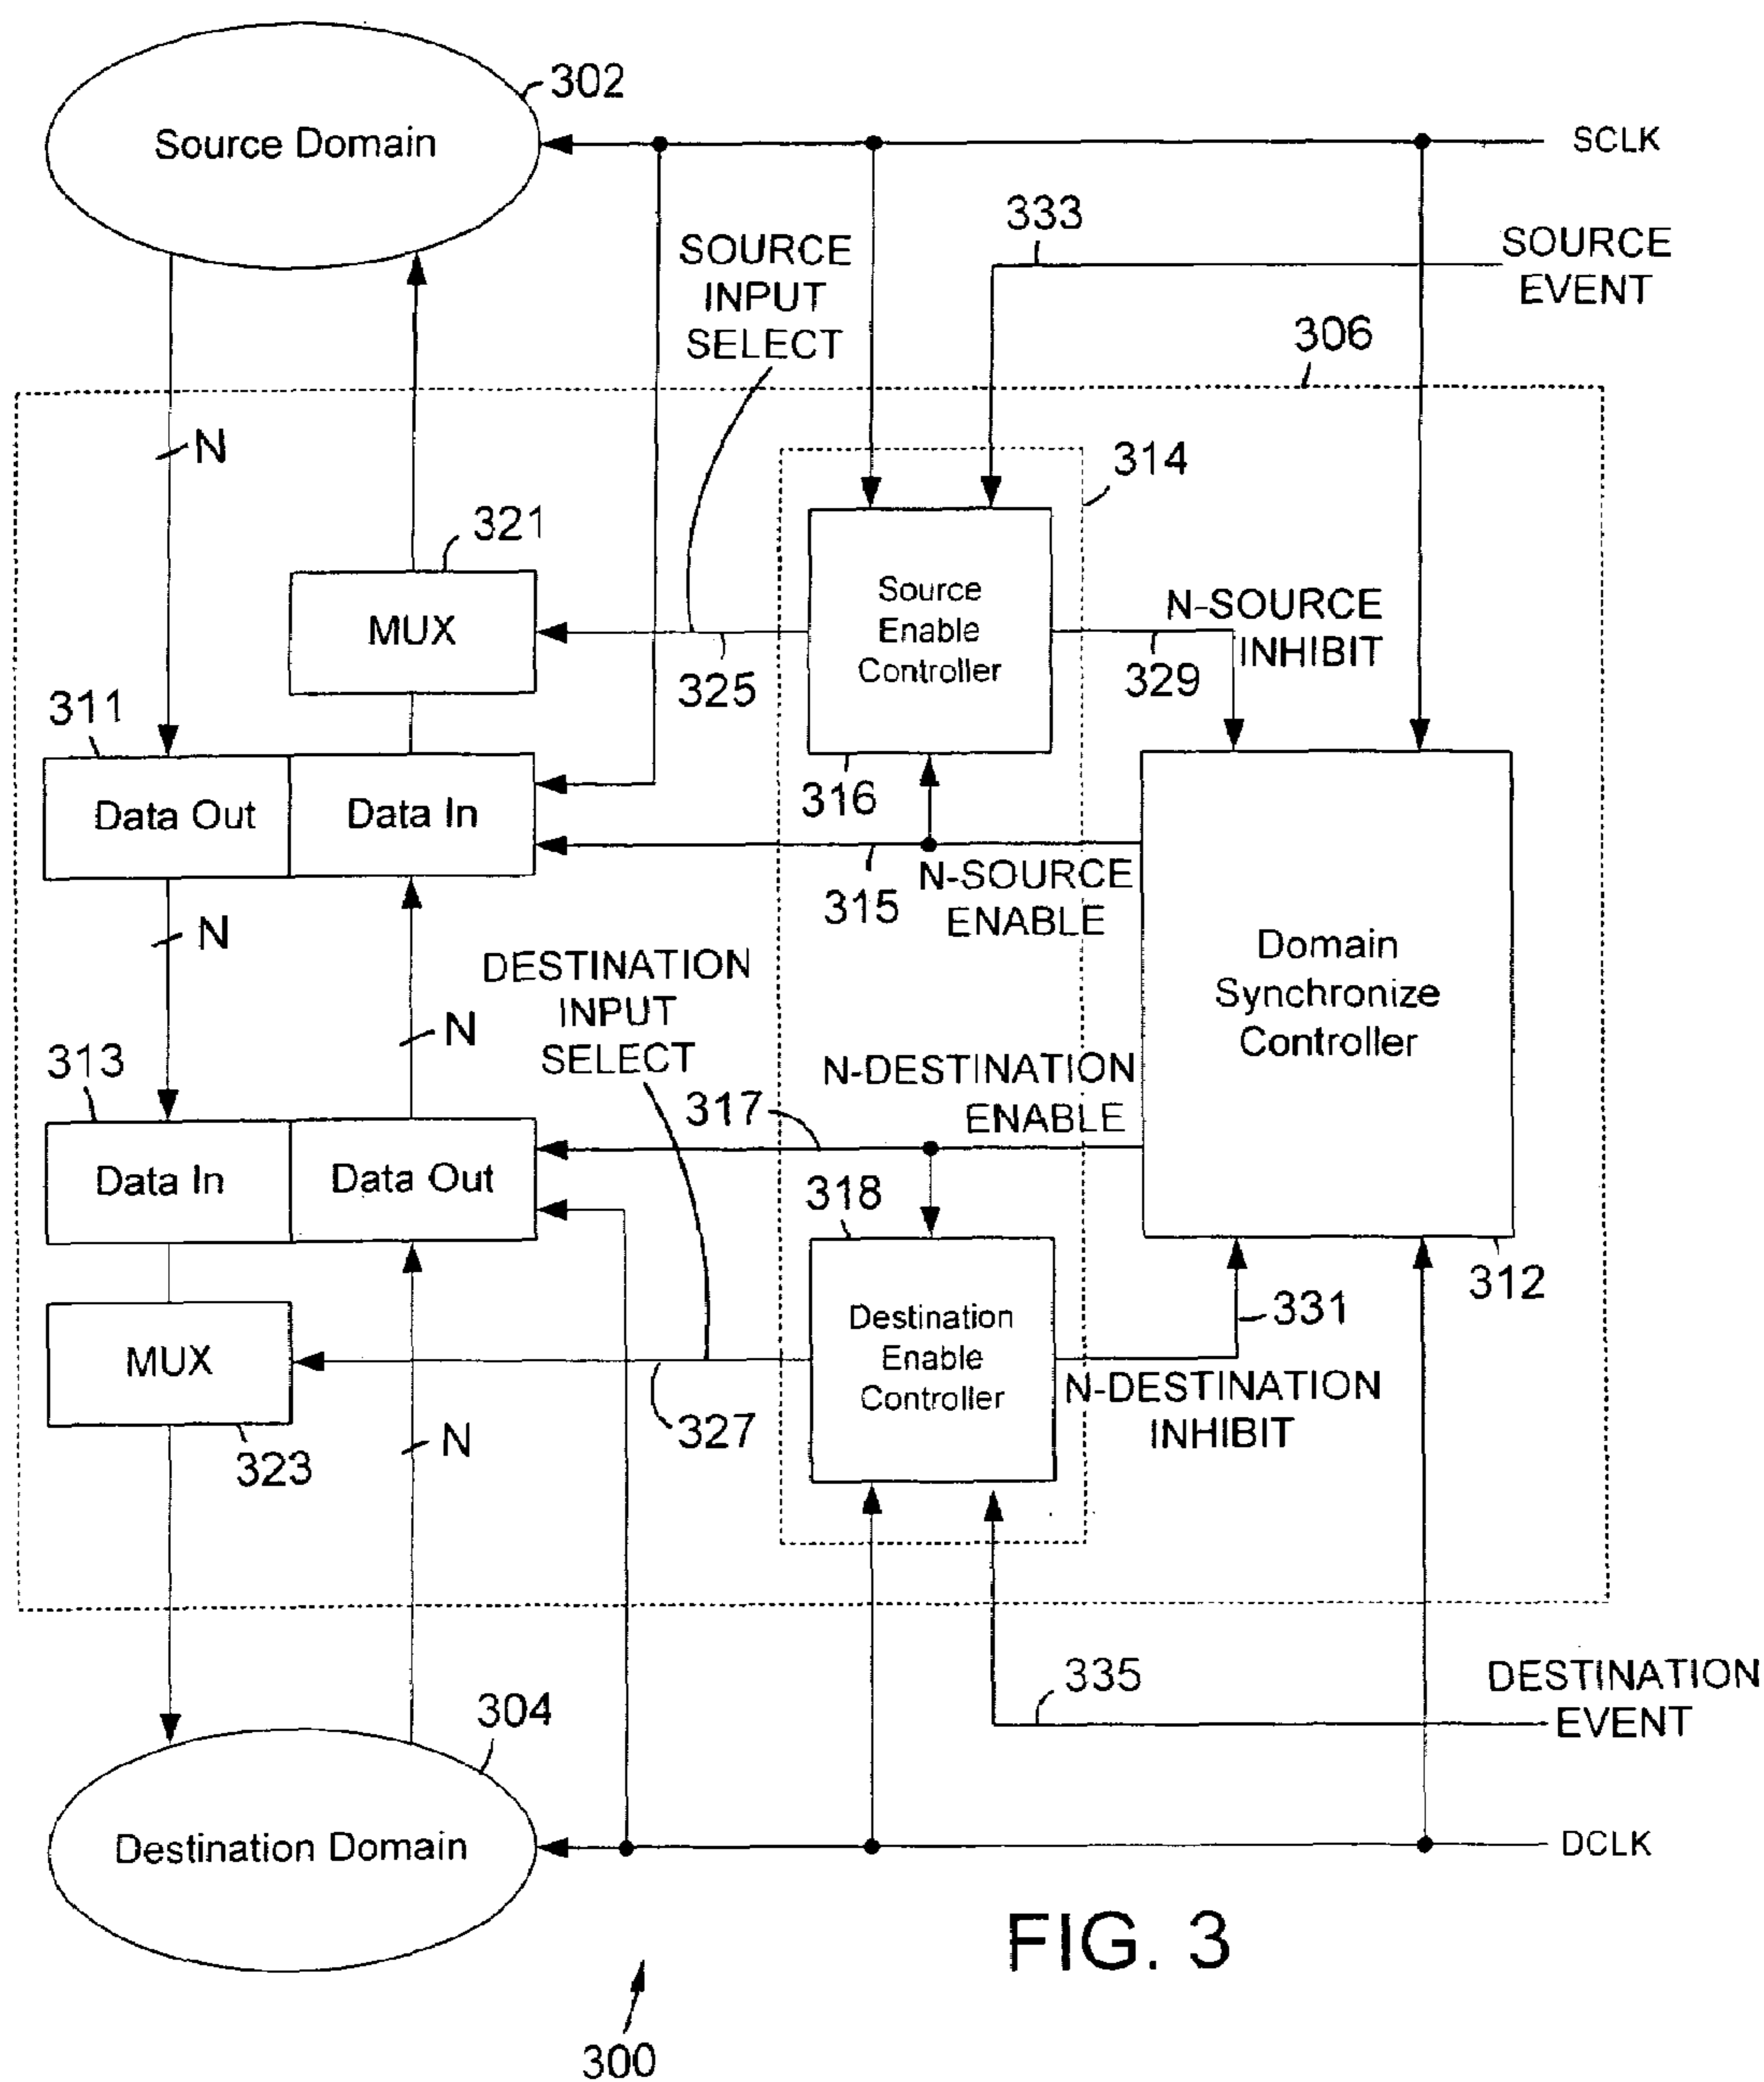 302
Source Domain
SCLK
333
SOURCE
INPUT
SELECT
SOURCE
EVENT
306
N
314
321
MUX
Source
Enable
Controller
N-SOURCE
INHIBIT
325
329
311
316
Data Out
Data In
315
N-SOURCE
ENABLE
N
Domain
Synchronize
Controller
DESTINATION
INPUT
SELECT
N
313
N-DESTINATION
ENABLE
317
Data In
Data Out
318
312
331
MUX
Destination
Enable
Controller
N-DESTINATION
INHIBIT
327
N
323
335
DESTINATION
EVENT
304
Destination Domain
DCLK
FIG. 3
300